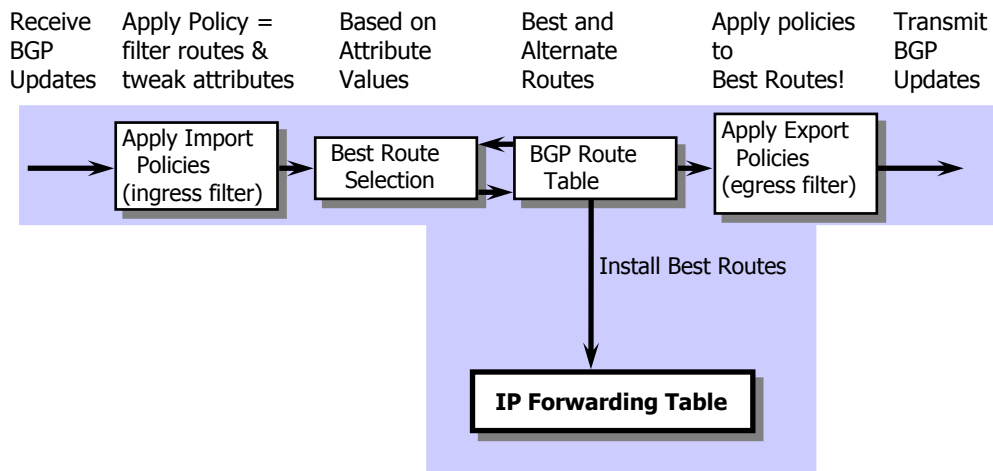 Receive
BGP
Updates
Apply Policy =
filter routes &
tweak attributes
Based on
Attribute
Values
Best and
Alternate
Routes
Apply policies
to
Best Routes!
Transmit
BGP
Updates
Apply Import
Policies
(ingress filter)
Best Route
Selection
BGP Route
Table
Apply Export
Policies
(egress filter)
Install Best Routes
IP Forwarding Table